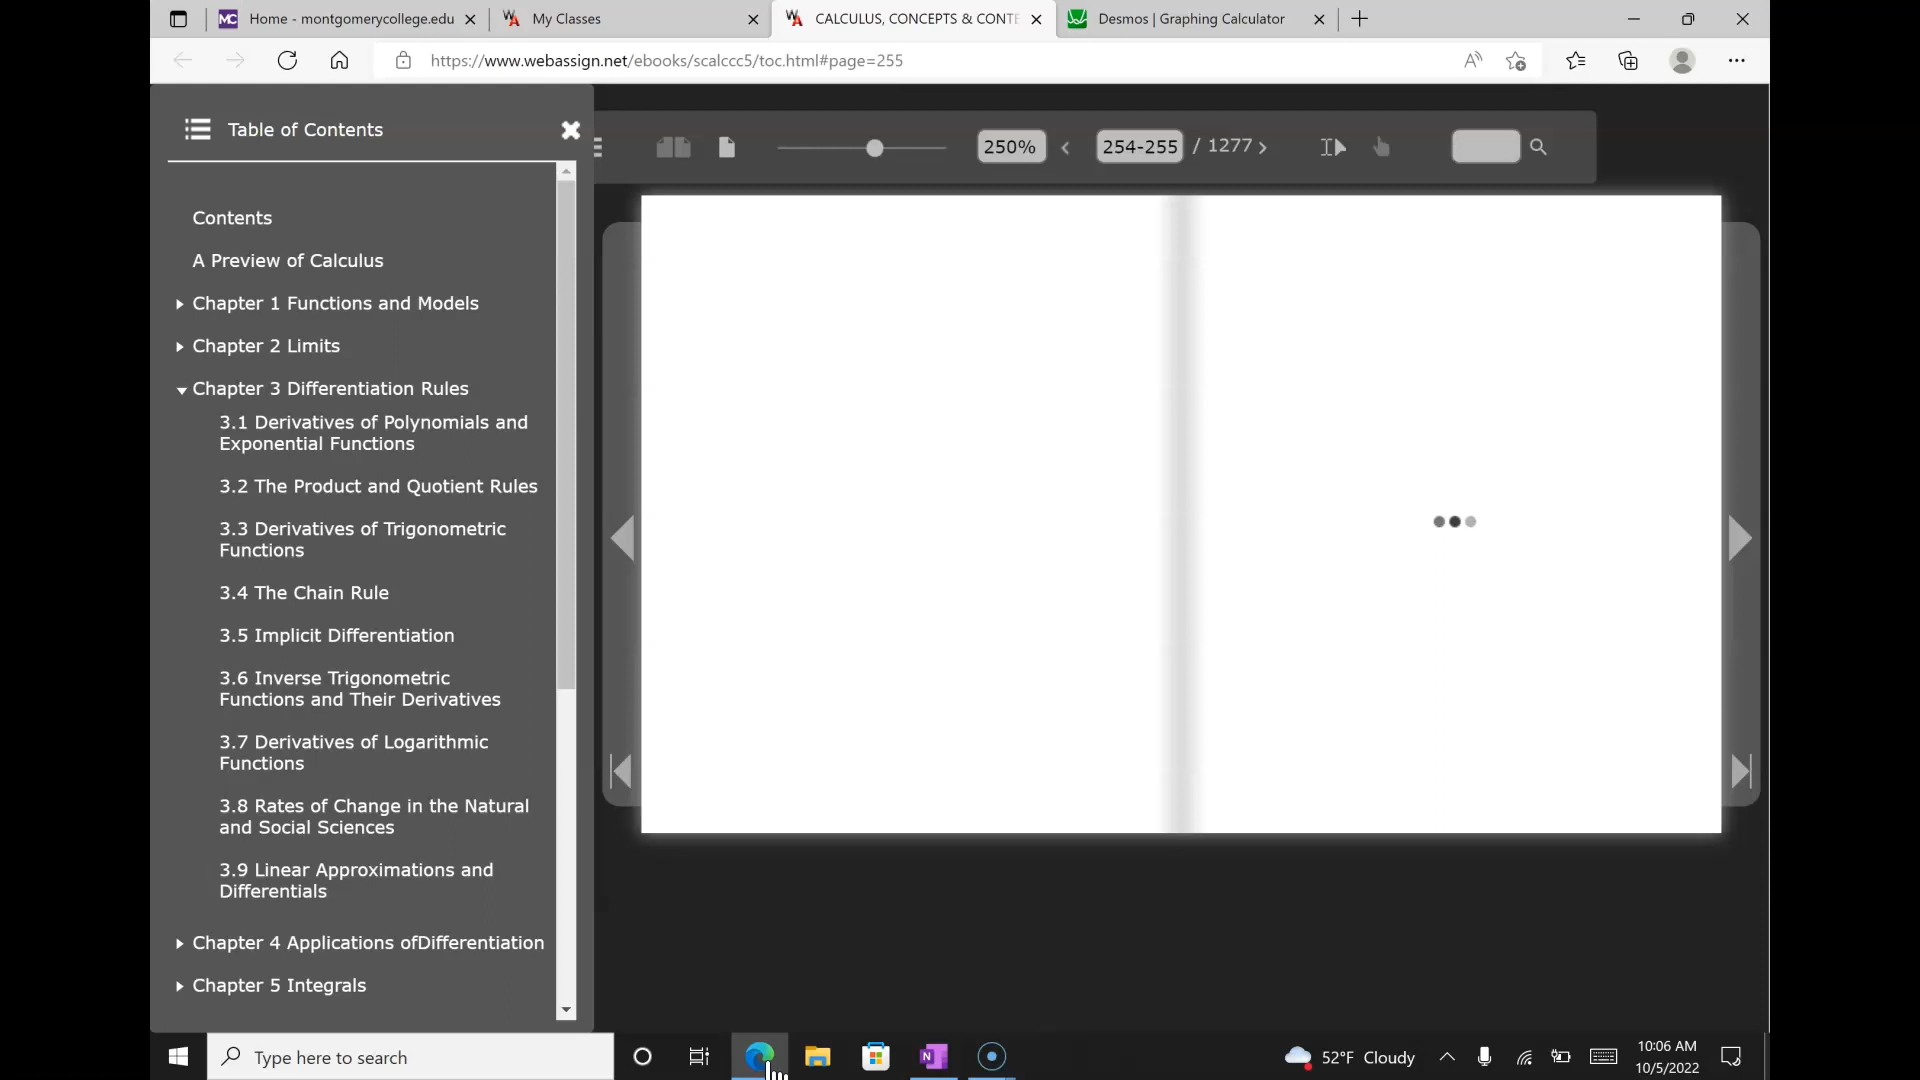 Home - montgomerycollege.edu
My Classes
CALCULUS, CONCEPTS & CONTE
Desmos | Graphing Calculator
https://www.webassign.net/ebooks/scalccc5/toc.html#page=255
Table of Contents
250%
254-255 / 1277
Contents
A Preview of Calculus
Chapter 1 Functions and Models
Chapter 2 Limits
Chapter 3 Differentiation Rules
3.1 Derivatives of Polynomials and
Exponential Functions
3.2 The Product and Quotient Rules
3.3 Derivatives of Trigonometric
Functions
3.4 The Chain Rule
3.5 Implicit Differentiation
3.6 Inverse Trigonometric
Functions and Their Derivatives
3.7 Derivatives of Logarithmic
Functions
3.8 Rates of Change in the Natural
and Social Sciences
3.9 Linear Approximations and
Differentials
Chapter 4 Applications ofDifferentiation
Chapter 5 Integrals
Type here to search
52°F Cloudy
10:06 AM
10/5/2022